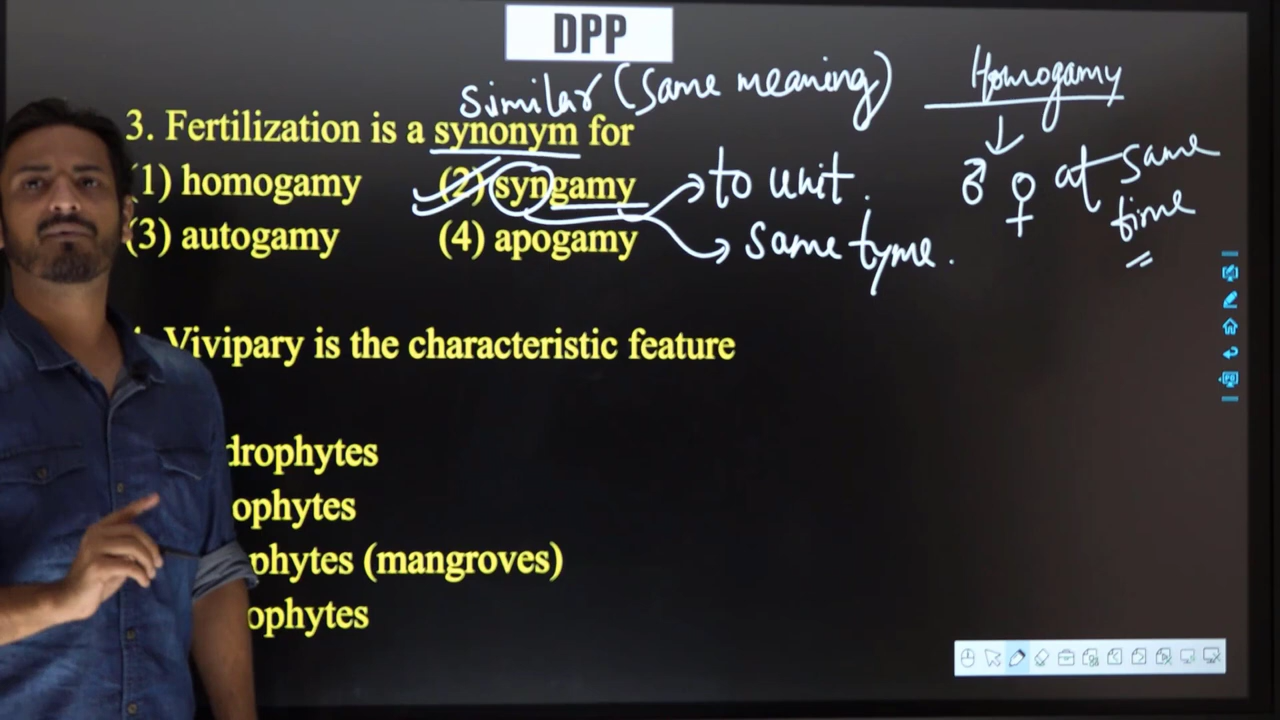 DPP
Similar (Same meaning)
3. Fertilization is a synonym for
(1) homogamy (2) syngamy
(3) autogamy (4) apogamy
to unit.
Same tyme.
Homogamy
↓
♂ ♀ at same
time
Vivipary is the characteristic feature
drophytes
ophytes
phytes (mangroves)
ophytes